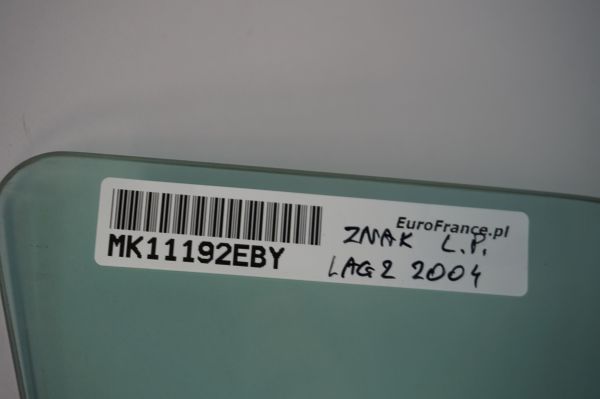 EuroFrance.pl
MK11192EBY
ZNAK L.P.
LAG2 2004